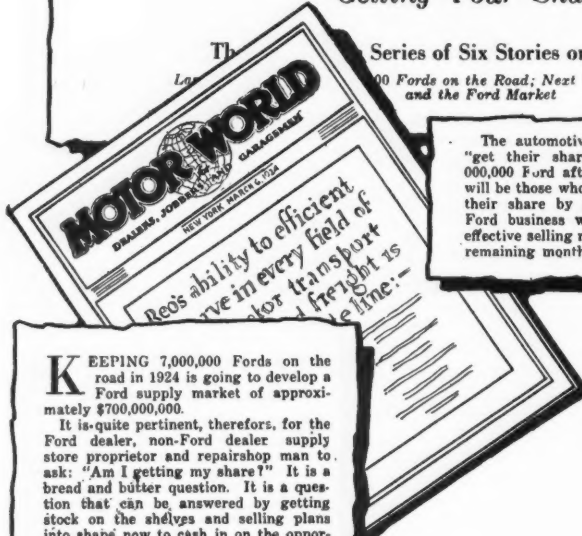 Th
Series of Six Stories on
00 Fords on the Road; Next
and the Ford Market
MOTOR WORLD
DEALERS, JOBBERS AND GARAGEMEN
NEW YORK MARCH 6, 1924
Reo's ability to efficient
rve in every field of
tor transport
d freight is
e line:-
The automotiv
"get their shar
000,000 Ford aft
will be those who
their share by
Ford business w
effective selling
remaining month
KEEPING 7,000,000 Fords on the
road in 1924 is going to develop a
Ford supply market of approxi-
mately $700,000,000.
It is quite pertinent, therefore, for the
Ford dealer, non-Ford dealer supply
store proprietor and repairshop man to
ask: "Am I getting my share?" It is a
bread and butter question. It is a ques-
tion that can be answered by getting
stock on the shelves and selling plans
into shape now to cash in on the oppor-